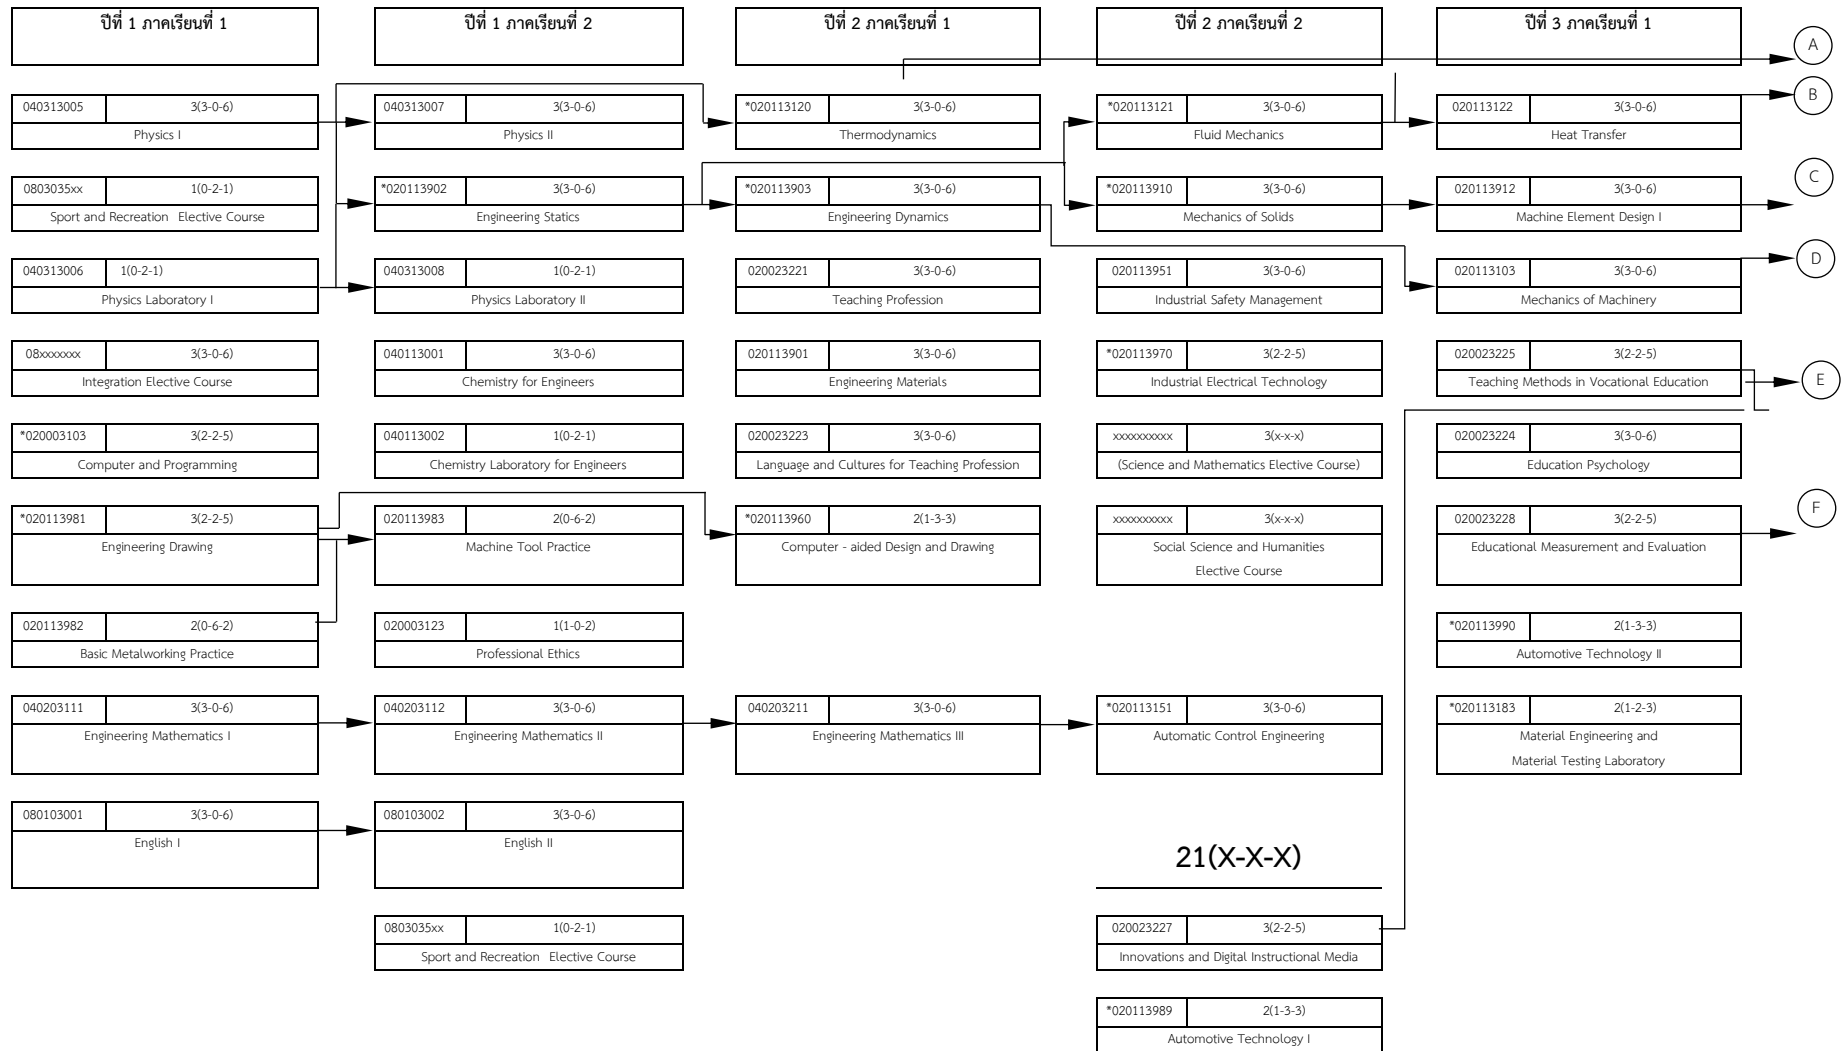 ปีที่ 1 ภาคเรียนที่ 1
ปีที่ 1 ภาคเรียนที่ 2
ปีที่ 2 ภาคเรียนที่ 1
ปีที่ 2 ภาคเรียนที่ 2
ปีที่ 3 ภาคเรียนที่ 1
A
040313005 3(3-0-6)
Physics I
040313007 3(3-0-6)
Physics II
*020113120 3(3-0-6)
Thermodynamics
*020113121 3(3-0-6)
Fluid Mechanics
020113122 3(3-0-6)
Heat Transfer
B
0803035xx 1(0-2-1)
Sport and Recreation Elective Course
*020113902 3(3-0-6)
Engineering Statics
*020113903 3(3-0-6)
Engineering Dynamics
*020113910 3(3-0-6)
Mechanics of Solids
020113912 3(3-0-6)
Machine Element Design I
C
040313006 1(0-2-1)
Physics Laboratory I
040313008 1(0-2-1)
Physics Laboratory II
020023221 3(3-0-6)
Teaching Profession
020113951 3(3-0-6)
Industrial Safety Management
020113103 3(3-0-6)
Mechanics of Machinery
D
08xxxxxxx 3(3-0-6)
Integration Elective Course
040113001 3(3-0-6)
Chemistry for Engineers
020113901 3(3-0-6)
Engineering Materials
*020113970 3(2-2-5)
Industrial Electrical Technology
020023225 3(2-2-5)
Teaching Methods in Vocational Education
E
*020003103 3(2-2-5)
Computer and Programming
040113002 1(0-2-1)
Chemistry Laboratory for Engineers
020023223 3(3-0-6)
Language and Cultures for Teaching Profession
xxxxxxxxx 3(x-x-x)
(Science and Mathematics Elective Course)
020023224 3(3-0-6)
Education Psychology
*020113981 3(2-2-5)
Engineering Drawing
020113983 2(0-6-2)
Machine Tool Practice
*020113960 2(1-3-3)
Computer - aided Design and Drawing
xxxxxxxxx 3(x-x-x)
Social Science and Humanities
Elective Course
020023228 3(2-2-5)
Educational Measurement and Evaluation
F
020113982 2(0-6-2)
Basic Metalworking Practice
020003123 1(1-0-2)
Professional Ethics
*020113990 2(1-3-3)
Automotive Technology II
040203111 3(3-0-6)
Engineering Mathematics I
040203112 3(3-0-6)
Engineering Mathematics II
040203211 3(3-0-6)
Engineering Mathematics III
*020113151 3(3-0-6)
Automatic Control Engineering
*020113183 2(1-2-3)
Material Engineering and
Material Testing Laboratory
080103001 3(3-0-6)
English I
080103002 3(3-0-6)
English II
21(X-X-X)
0803035xx 1(0-2-1)
Sport and Recreation Elective Course
020023227 3(2-2-5)
Innovations and Digital Instructional Media
*020113989 2(1-3-3)
Automotive Technology I